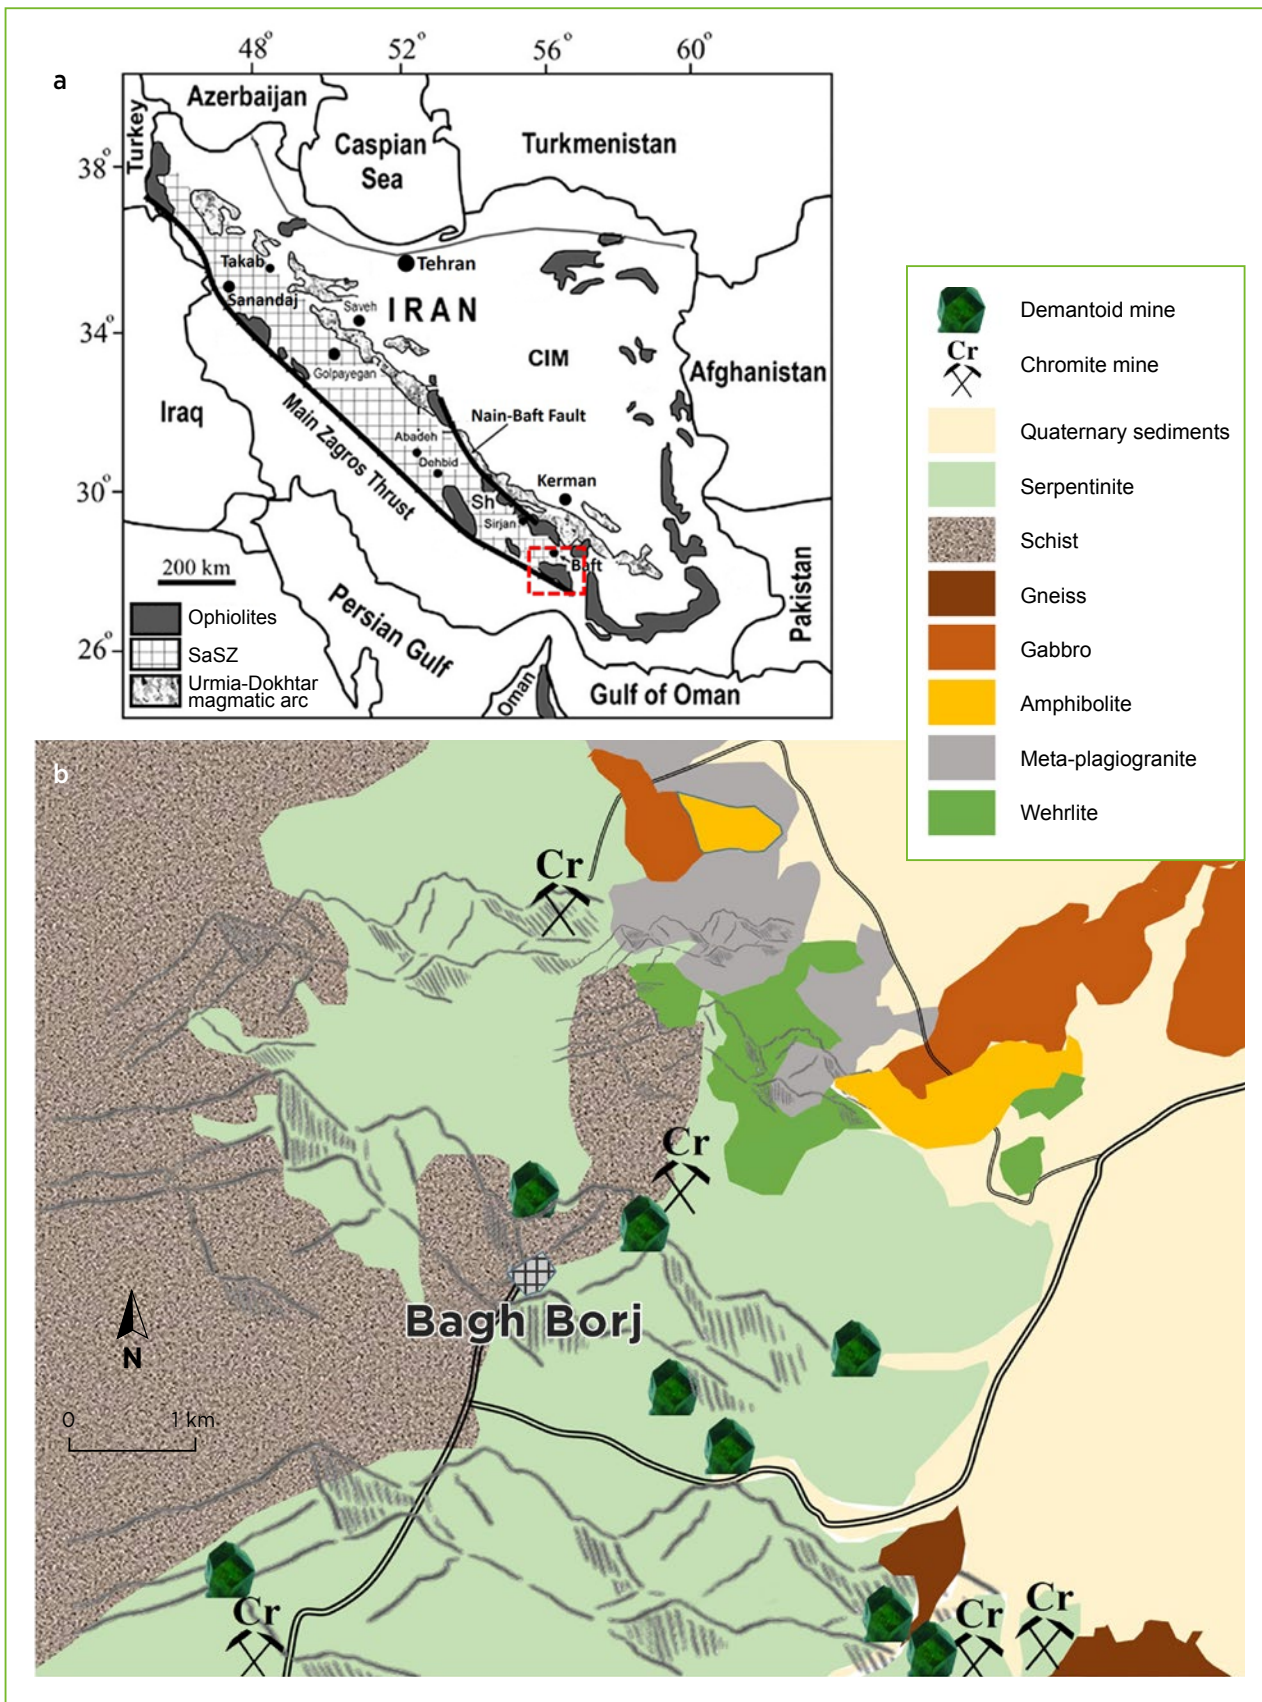 a
48°
52°
56°
60°
38°
34°
30°
26°
Turkey
Azerbaijan
Caspian
Sea
Turkmenistan
Takab
Tehran
Sanandaj
Saveh
IRAN
Golpayegan
CIM
Afghanistan
Iraq
Main Zagros Thrust
Nain-Baft Fault
Abadeh
Dehbid
Kerman
Sh
Sirjan
Baft
200 km
Persian Gulf
Pakistan
Ophiolites
SaSZ
Urmia-Dokhtar
magmatic arc
Oman
Gulf of Oman
Demantoid mine
Cr
Chromite mine
Quaternary sediments
Serpentinite
Schist
Gneiss
Gabbro
Amphibolite
Meta-plagiogranite
Wehrlite
b
Cr
Cr
Bagh Borj
N
0 1 km
Cr
Cr
Cr